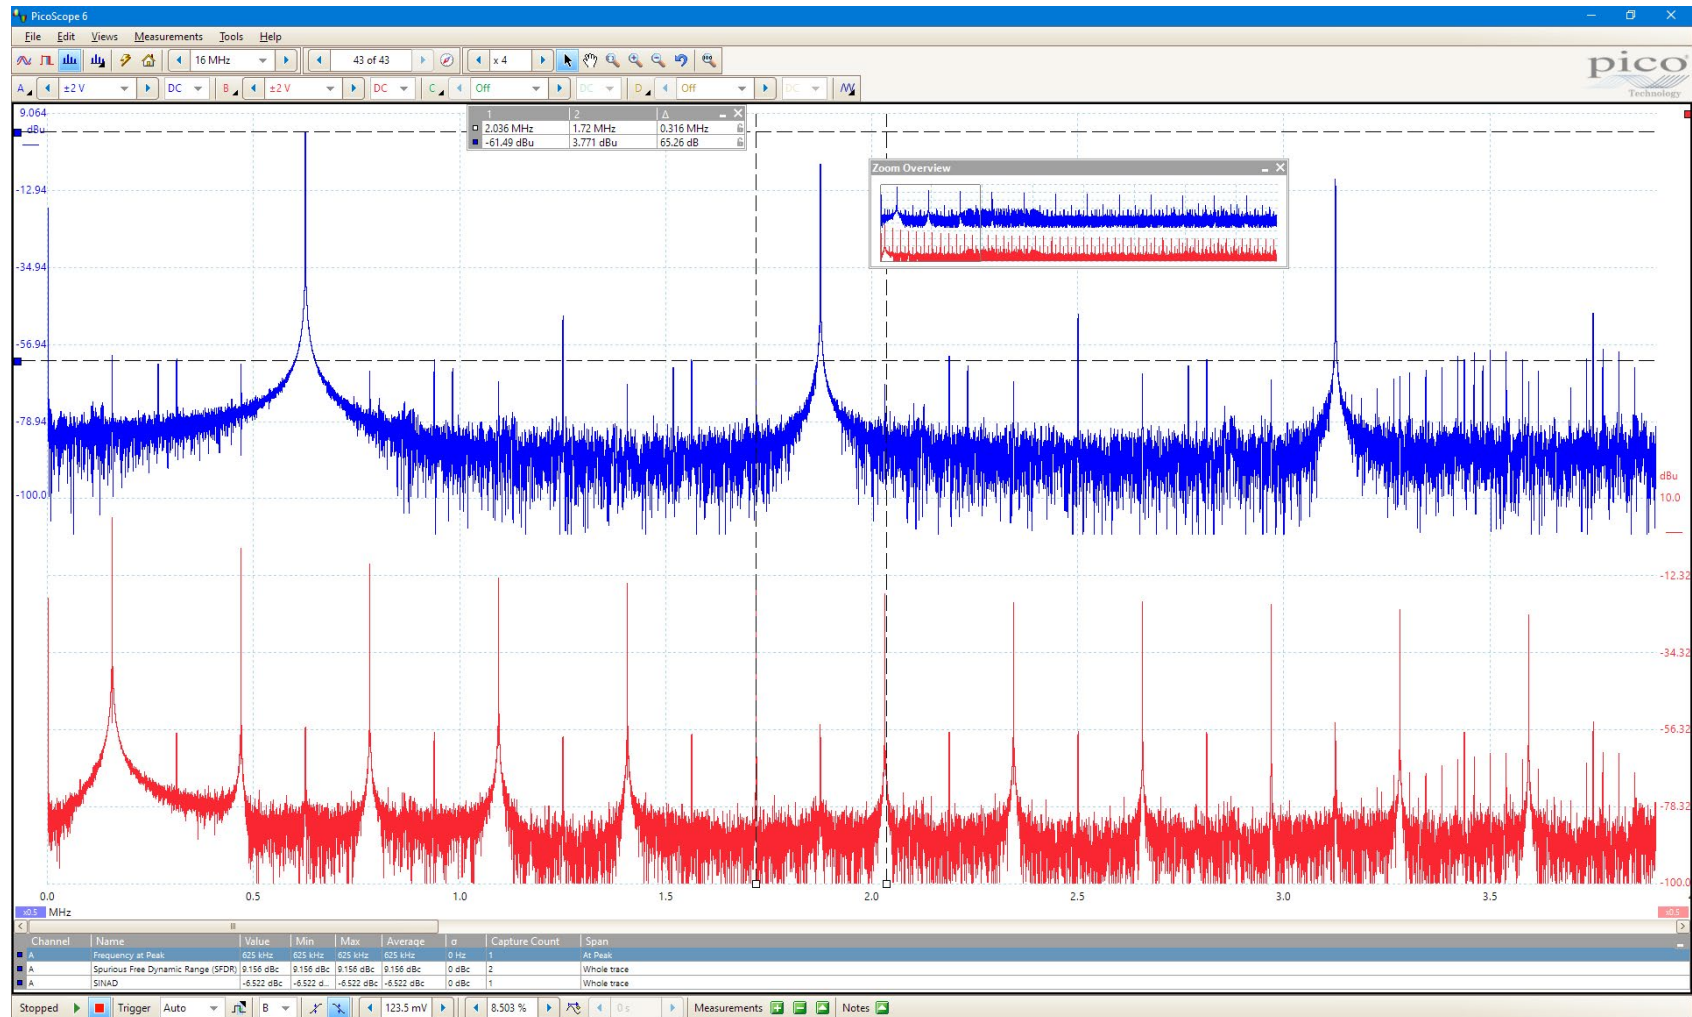 PicoScope 6
File Edit Views Measurements Tools Help
16 MHz 43 of 43 x 4
pico
Technology
A ±2 V DC B ±2 V DC C Off DC D Off DC
1 2 Δ
2.036 MHz 1.72 MHz 0.316 MHz
-61.49 dBu 3.771 dBu 65.26 dB
9.064
dBu
-12.94
-34.94
-56.94
-78.94
-100.0
Zoom Overview
dBu
10.0
-12.32
-34.32
-56.32
-78.32
-100.0
0.0 0.5 1.0 1.5 2.0 2.5 3.0 3.5
x0.5 MHz x0.5
Channel Name Value Min Max Average σ Capture Count Span
A Frequency at Peak 625 kHz 625 kHz 625 kHz 625 kHz 0 Hz 1 At Peak
A Spurious Free Dynamic Range (SFDR) 9.156 dBc 9.156 dBc 9.156 dBc 9.156 dBc 0 dBc 2 Whole trace
A SINAD -6.522 dBc -6.522 d... -6.522 dBc -6.522 dBc 0 dBc 1 Whole trace
Stopped Trigger Auto B 123.5 mV 8.503 % 0 s Measurements Notes